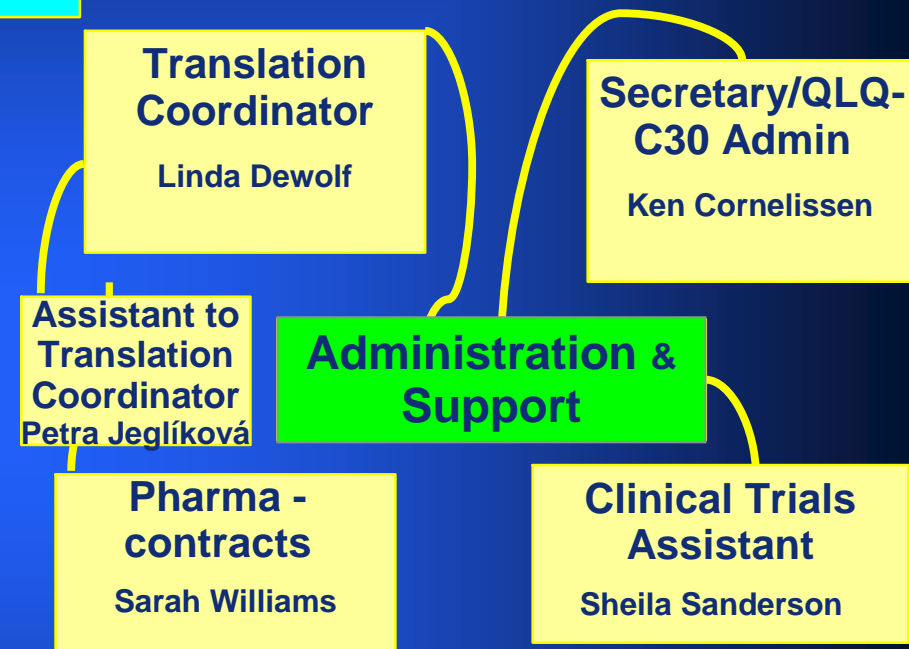 Translation
Coordinator
Linda Dewolf
Secretary/QLQ-
C30 Admin
Ken Cornelissen
Assistant to
Translation
Coordinator
Petra Jeglíková
Administration &
Support
Pharma -
contracts
Sarah Williams
Clinical Trials
Assistant
Sheila Sanderson